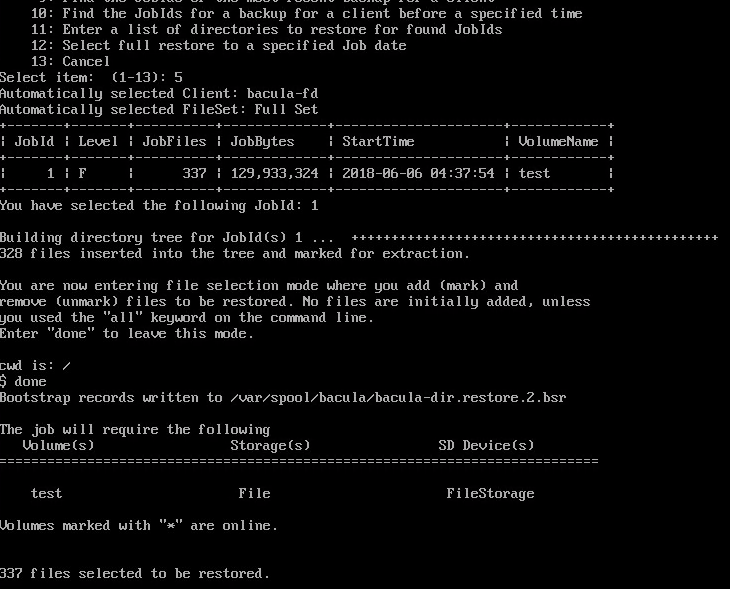 10: Find the JobIds for a backup for a client before a specified time
11: Enter a list of directories to restore for found JobIds
12: Select full restore to a specified Job date
13: Cancel
Select item:  (1-13): 5
Automatically selected Client: bacula-fd
Automatically selected FileSet: Full Set
+-------+-------+----------+-------------+---------------------+------------+
¦ JobId ¦ Level ¦ JobFiles ¦ JobBytes    ¦ StartTime           ¦ VolumeName ¦
+-------+-------+----------+-------------+---------------------+------------+
¦     1 ¦ F     ¦      337 ¦ 129,933,324 ¦ 2018-06-06 04:37:54 ¦ test       ¦
+-------+-------+----------+-------------+---------------------+------------+
You have selected the following JobId: 1
Building directory tree for JobId(s) 1 ...  ++++++++++++++++++++++++++++++++++++++++++++++
328 files inserted into the tree and marked for extraction.
You are now entering file selection mode where you add (mark) and
remove (unmark) files to be restored. No files are initially added, unless
you used the "all" keyword on the command line.
Enter "done" to leave this mode.
cwd is: /
$ done
Bootstrap records written to /var/spool/bacula/bacula-dir.restore.2.bsr
The job will require the following
   Volume(s)                 Storage(s)                SD Device(s)
===========================================================================
    test                      File                      FileStorage
Volumes marked with "*" are online.
337 files selected to be restored.